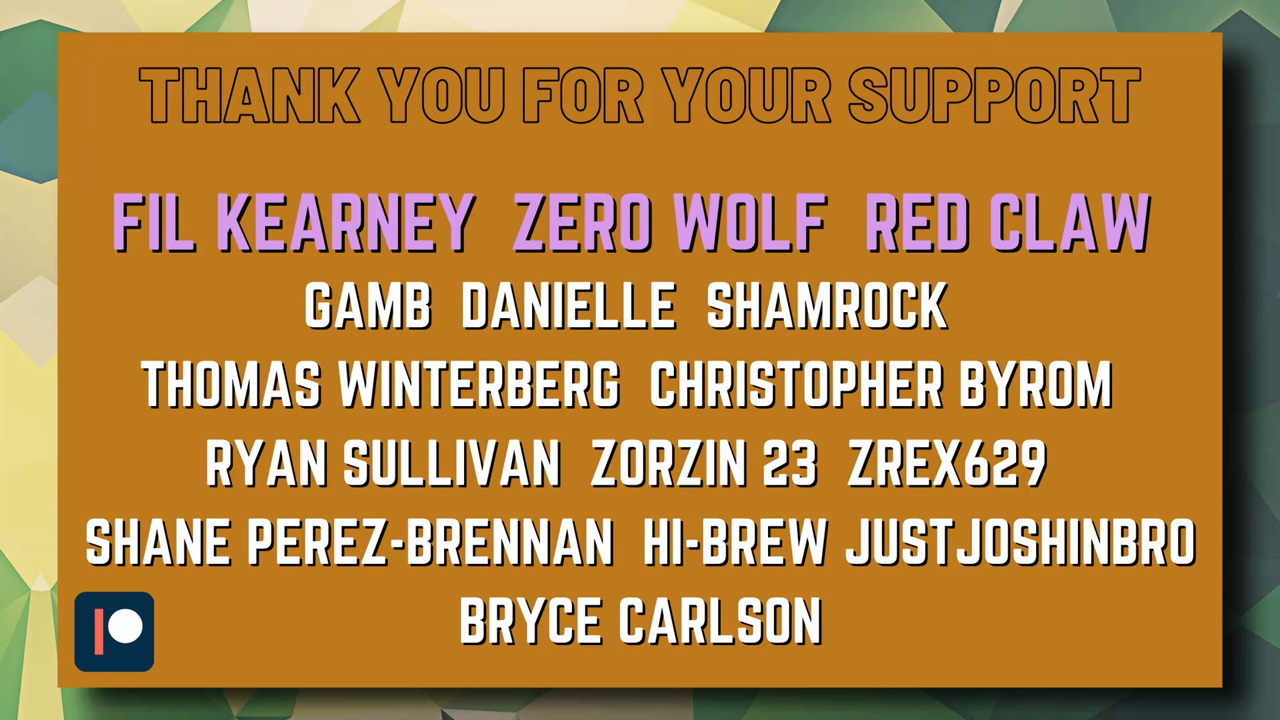 THANK YOU FOR YOUR SUPPORT
FIL KEARNEY ZERO WOLF RED CLAW
GAMB DANIELLE SHAMROCK
THOMAS WINTERBERG CHRISTOPHER BYROM
RYAN SULLIVAN ZORZIN 23 ZREX629
SHANE PEREZ-BRENNAN HI-BREW JUSTJOSHINBRO
BRYCE CARLSON